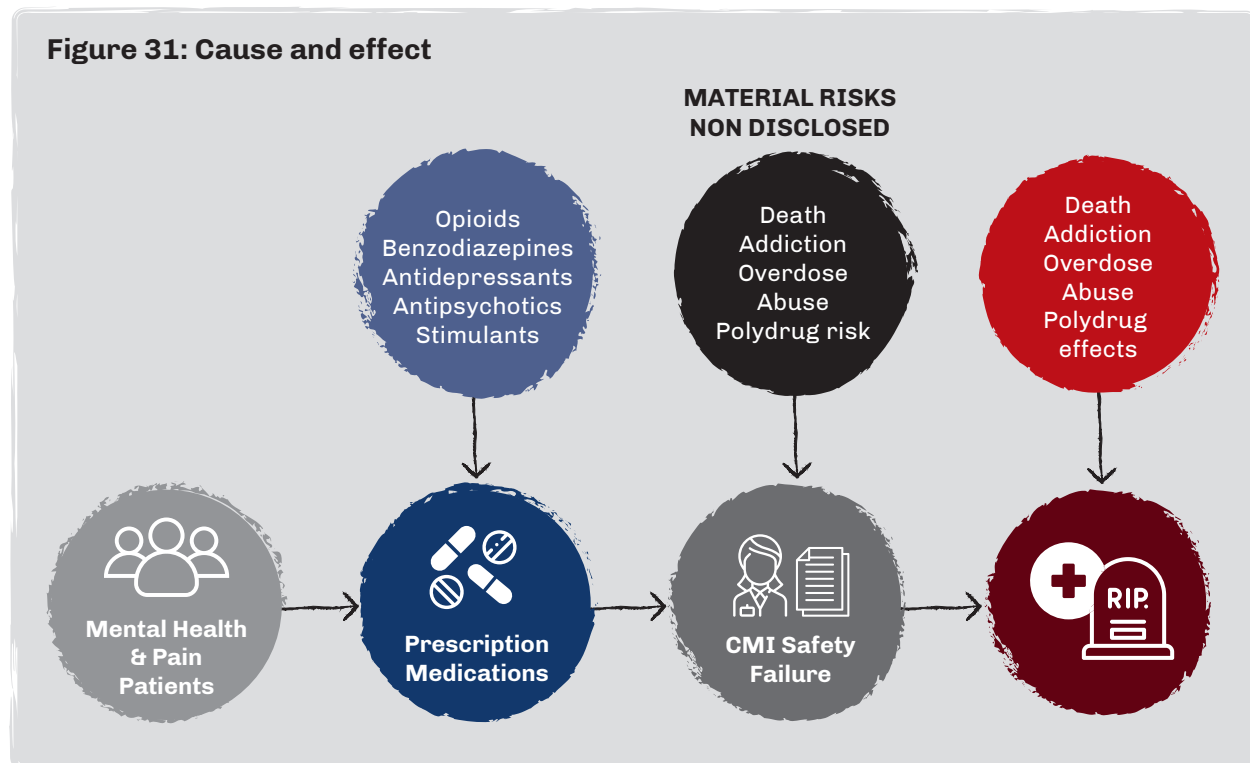 Figure 31: Cause and effect
MATERIAL RISKS
NON DISCLOSED
Opioids
Benzodiazepines
Antidepressants
Antipsychotics
Stimulants
Death
Addiction
Overdose
Abuse
Polydrug risk
Death
Addiction
Overdose
Abuse
Polydrug
effects
Mental Health
& Pain
Patients
Prescription
Medications
CMI Safety
Failure
RIP.